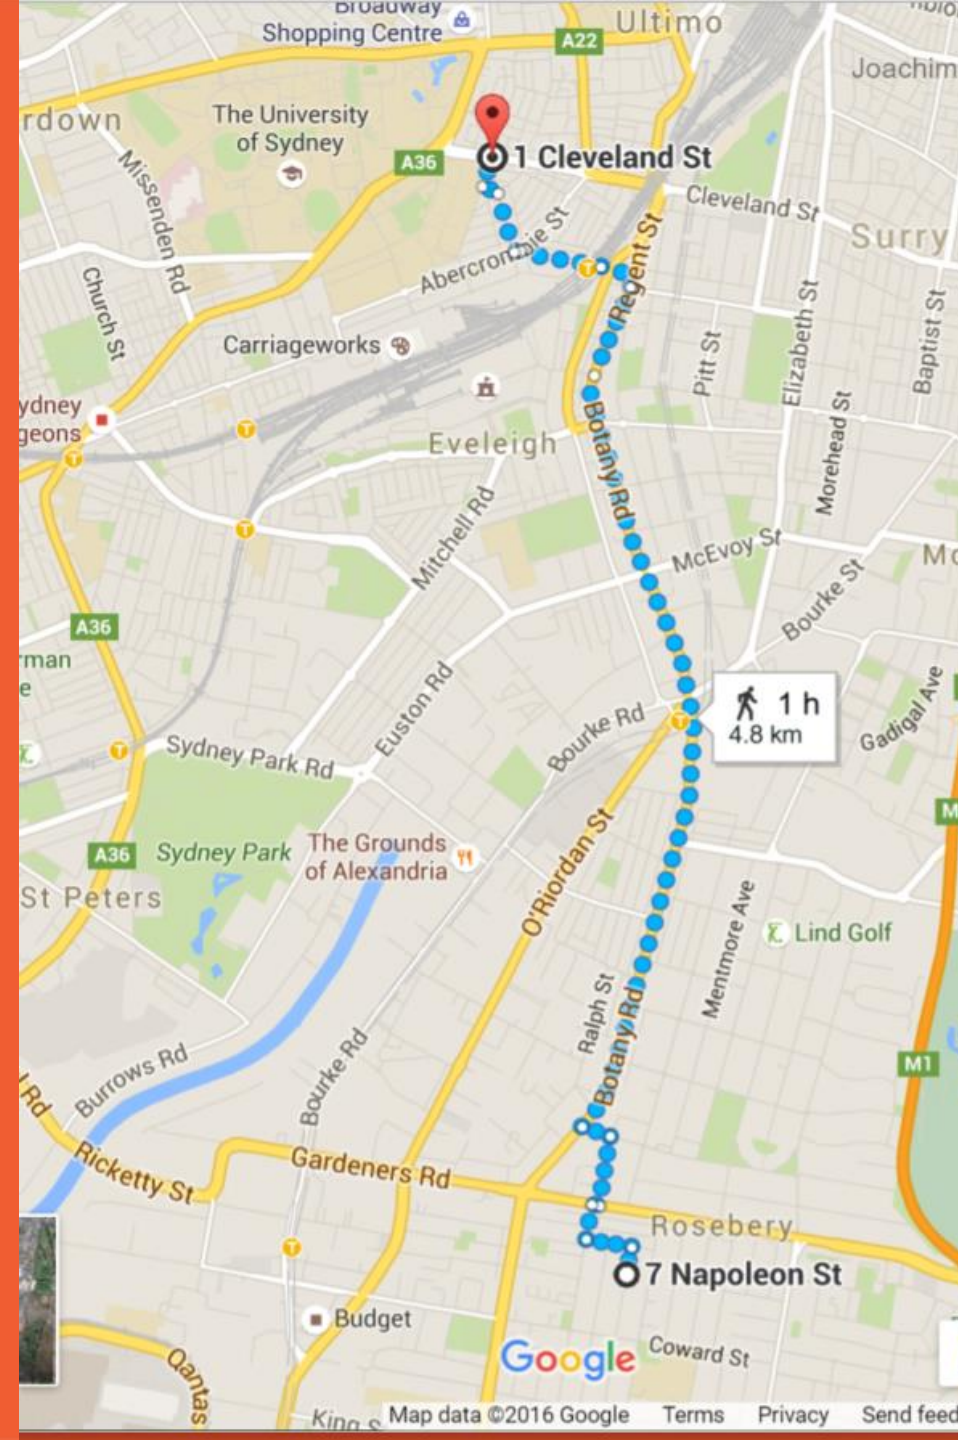 Broadway
Shopping Centre
A22
Ultimo
Joachim
rdown
The University
of Sydney
A36
1 Cleveland St
Missenden Rd
Cleveland St
Abercrombie St
Regent St
Surry
Church St
Carriageworks
Pitt St
Elizabeth St
Baptist St
ydney
geons
T
T
T
T
Eveleigh
Botany Rd
Morehead St
Mitchell Rd
McEvoy St
Bourke St
A36
rman
e
Euston Rd
1 h
4.8 km
Bourke Rd
T
Gadigal Ave
T
Sydney Park Rd
M
A36
Sydney Park
The Grounds
of Alexandria
O'Riordan St
St Peters
Mentmore Ave
Lind Golf
Ralph St
Botany Rd
Burrows Rd
Bourke Rd
M1
Rd
Ricketty St
Gardeners Rd
Rosebery
T
7 Napoleon St
Budget
Google
Coward St
Qantas
King S
Map data ©2016 Google
Terms
Privacy
Send feed